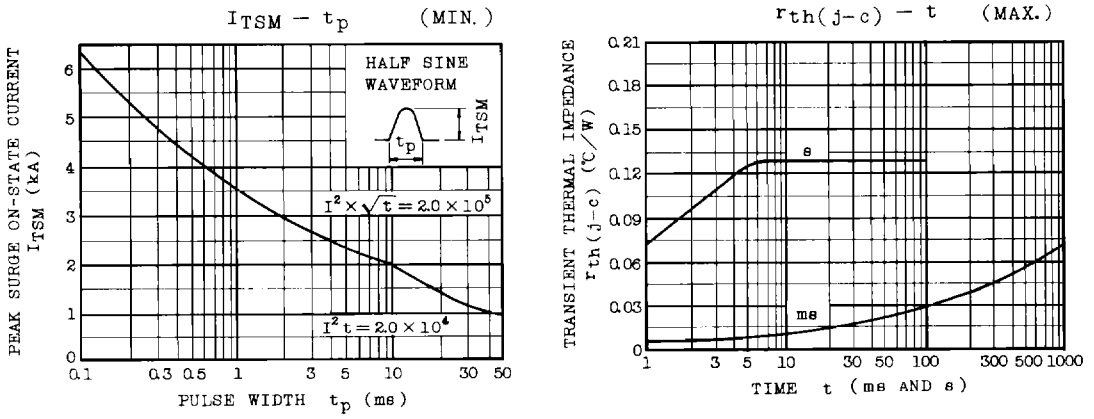 ITSM – tp (MIN.)
PEAK SURGE ON-STATE CURRENT
ITSM (kA)
6
5
4
3
2
1
0
HALF SINE
WAVEFORM
ITSM
tp
I² × √t = 2.0 × 10⁵
I² t = 2.0 × 10⁴
0.1 0.3 0.5 1 3 5 10 30 50
PULSE WIDTH tp (ms)
rth(j-c) – t (MAX.)
TRANSIENT THERMAL IMPEDANCE
rth(j-c) (°C/W)
0.21
0.18
0.15
0.12
0.09
0.06
0.03
0
s
ms
1 3 5 10 30 50 100 300 500 1000
TIME t (ms AND s)